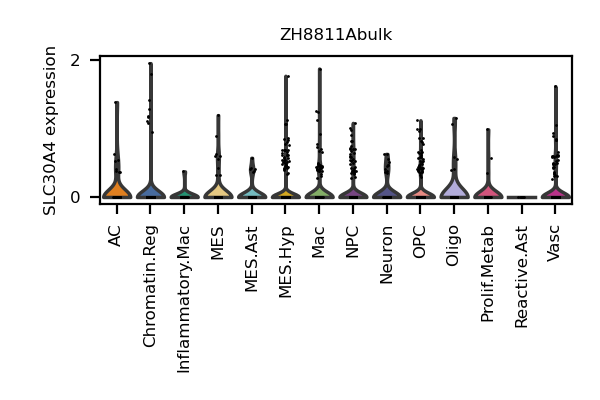 ZH8811Abulk
SLC30A4 expression
2
0
AC
Chromatin.Reg
Inflammatory.Mac
MES
MES.Ast
MES.Hyp
Mac
NPC
Neuron
OPC
Oligo
Prolif.Metab
Reactive.Ast
Vasc